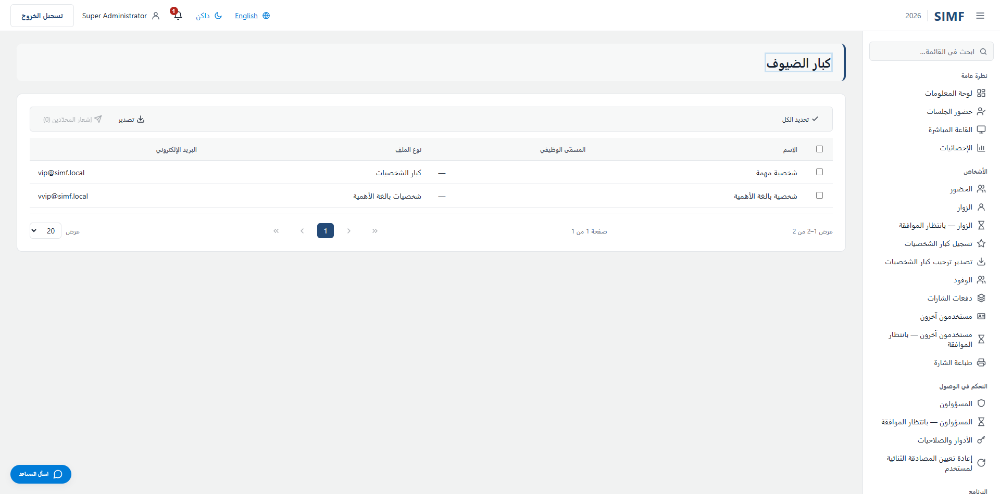 SIMF
2026
English
داكن
1
Super Administrator
تسجيل الخروج
ابحث في القائمة...
نظرة عامة
لوحة المعلومات
حضور الجلسات
القاعة المباشرة
الإحصائيات
الأشخاص
الحضور
الزوار
الزوار — بانتظار الموافقة
تسجيل كبار الشخصيات
تصدير ترحيب كبار الشخصيات
الوفود
دفعات الشارات
مستخدمون آخرون
مستخدمون آخرون — بانتظار
الموافقة
طباعة الشارة
التحكم في الوصول
المسؤولون
المسؤولون — بانتظار الموافقة
الأدوار والصلاحيات
إعادة تعيين المصادقة الثنائية
لمستخدم
البرنامج
كبار الضيوف
تحديد الكل
تصدير
إشعار المحدّدين (0)
الاسم
المسمّى الوظيفي
نوع الملف
البريد الإلكتروني
شخصية مهمة
—
كبار الشخصيات
vip@simf.local
شخصية بالغة الأهمية
—
شخصيات بالغة الأهمية
vvip@simf.local
عرض 1–2 من 2
صفحة 1 من 1
« ‹ 1 › »
عرض
20
اسأل المساعد